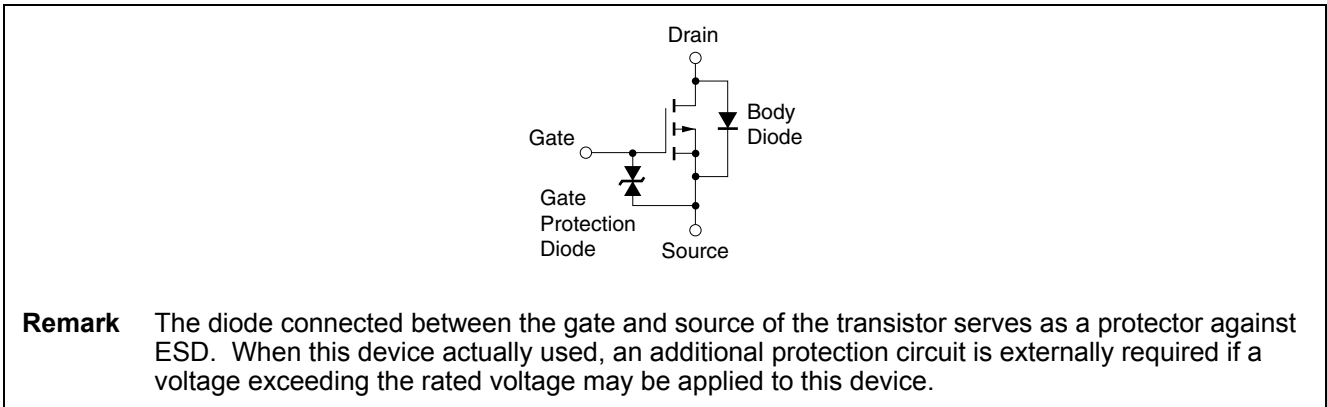 Drain
Body
Diode
Gate
Gate
Protection
Diode
Source
Remark The diode connected between the gate and source of the transistor serves as a protector against
ESD. When this device actually used, an additional protection circuit is externally required if a
voltage exceeding the rated voltage may be applied to this device.